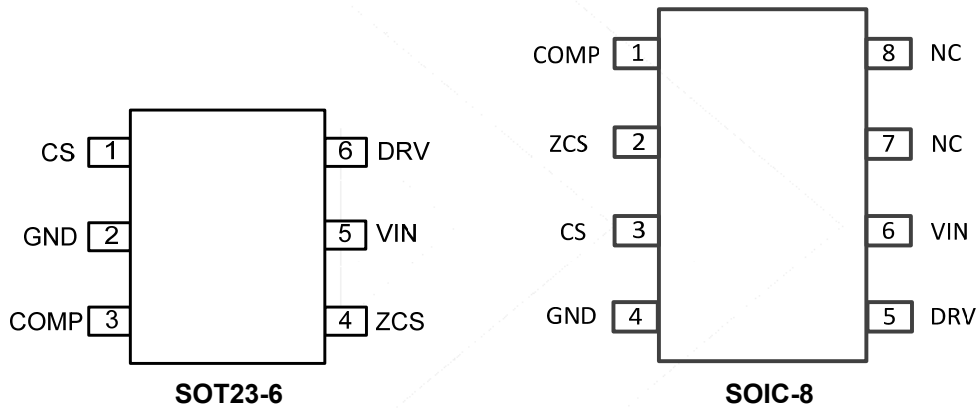 CS 1 6 DRV
GND 2 5 VIN
COMP 3 4 ZCS
SOT23-6
COMP 1 8 NC
ZCS 2 7 NC
CS 3 6 VIN
GND 4 5 DRV
SOIC-8